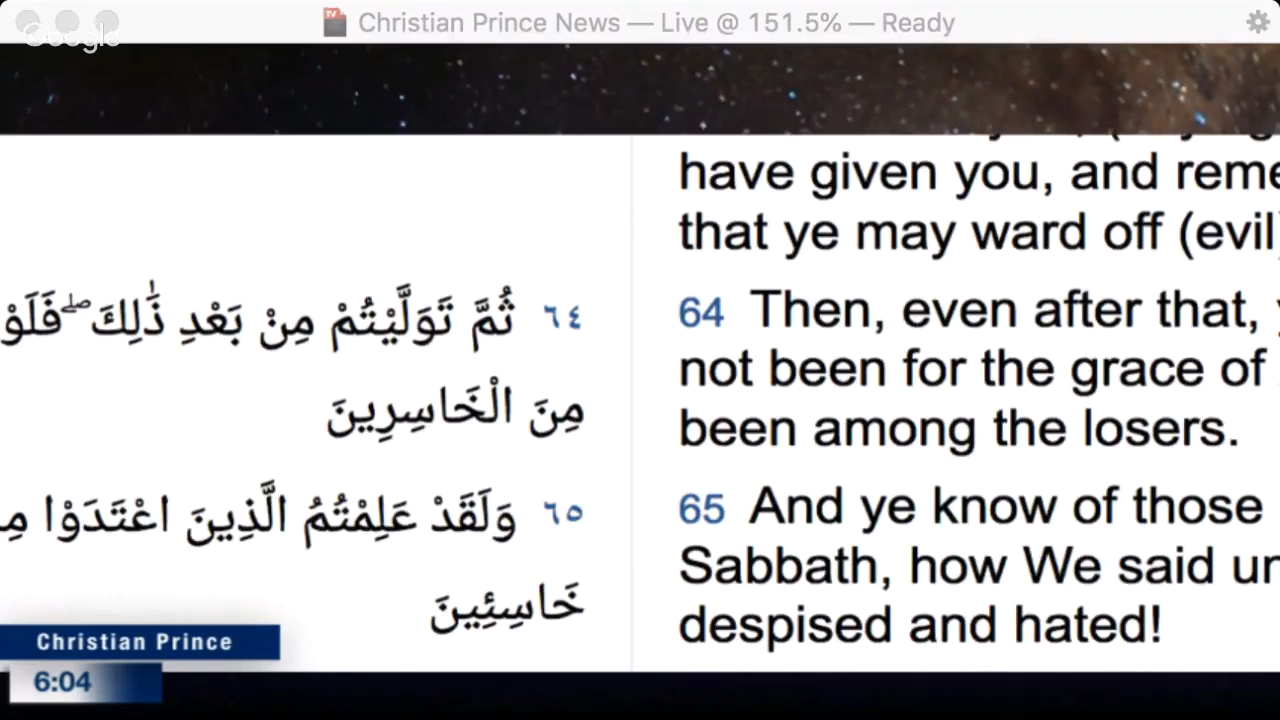 Christian Prince News — Live @ 151.5% — Ready
Google
have given you, and reme
that ye may ward off (evil)
٦٤ ثُمَّ تَوَلَّيْتُمْ مِنْ بَعْدِ ذَٰلِكَ ۖ فَلَوْ
مِنَ الْخَاسِرِينَ
64 Then, even after that,
not been for the grace of
been among the losers.
٦٥ وَلَقَدْ عَلِمْتُمُ الَّذِينَ اعْتَدَوْا
خَاسِئِينَ
65 And ye know of those
Sabbath, how We said un
despised and hated!
Christian Prince
6:04